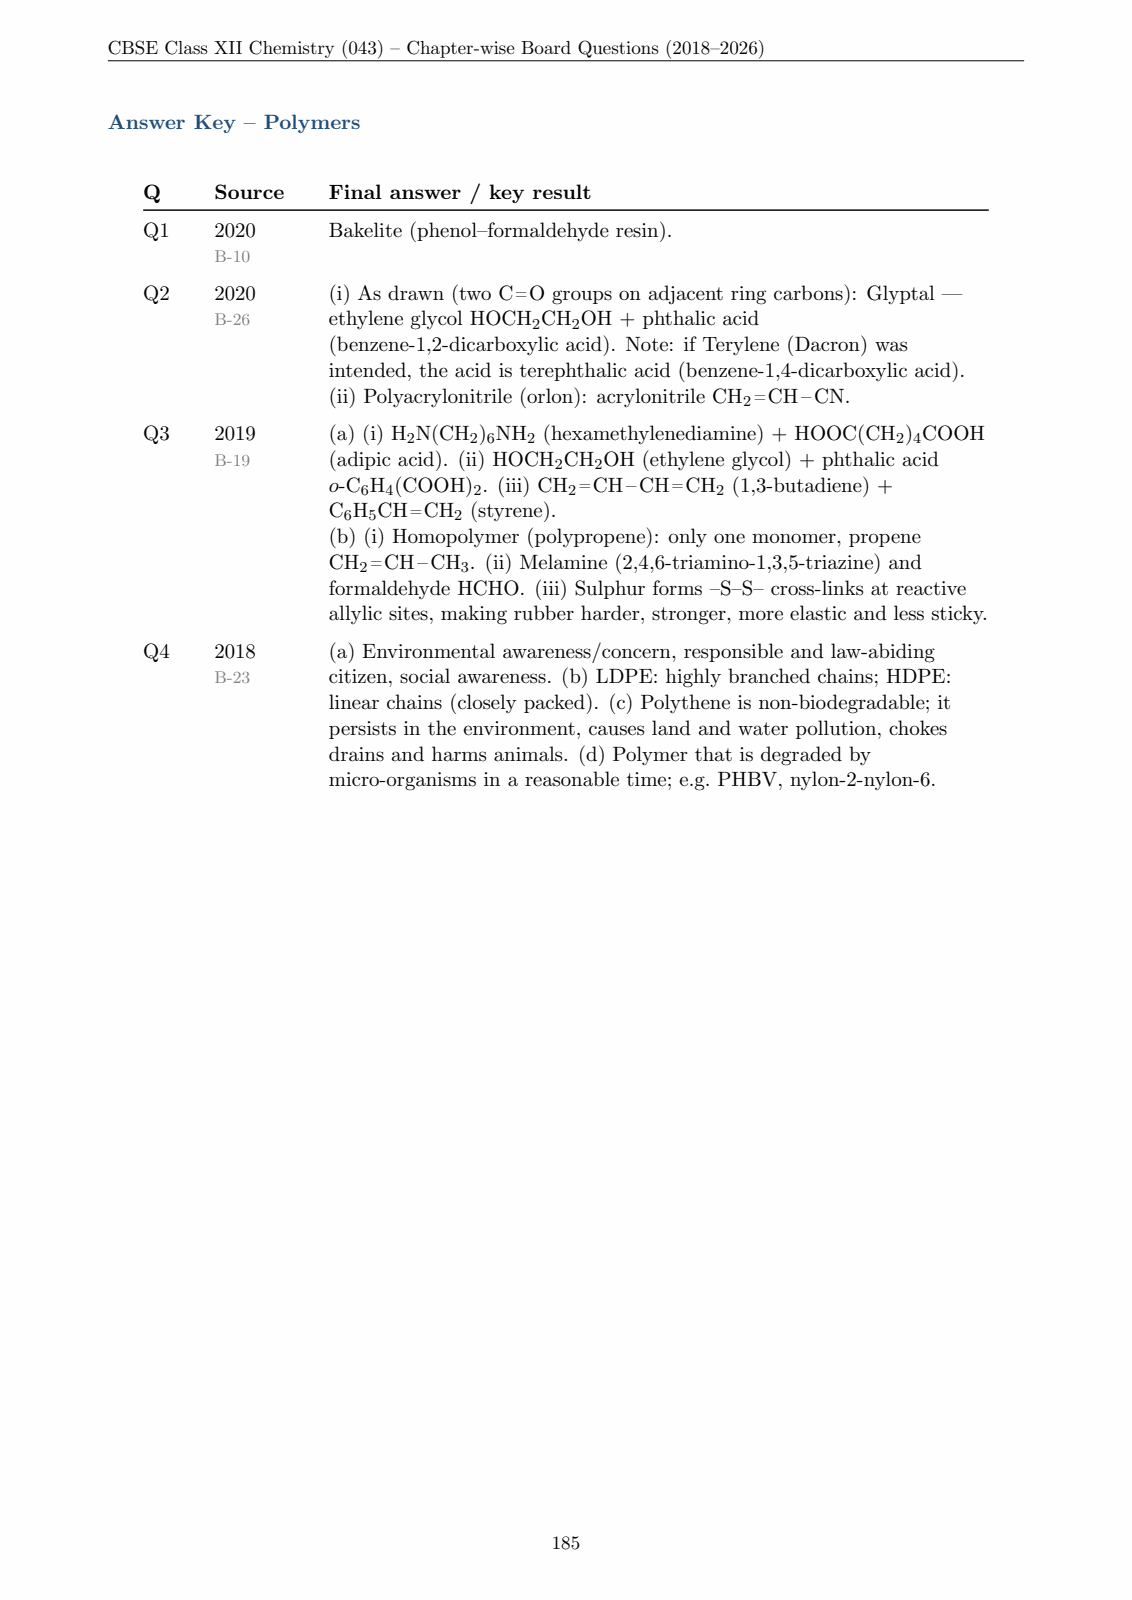 CBSE Class XII Chemistry (043) – Chapter-wise Board Questions (2018–2026)
Answer Key – Polymers
Q Source Final answer / key result
Q1 2020 Bakelite (phenol–formaldehyde resin).
B-10
Q2 2020 (i) As drawn (two C=O groups on adjacent ring carbons): Glyptal —
B-26 ethylene glycol HOCH₂CH₂OH + phthalic acid
(benzene-1,2-dicarboxylic acid). Note: if Terylene (Dacron) was
intended, the acid is terephthalic acid (benzene-1,4-dicarboxylic acid).
(ii) Polyacrylonitrile (orlon): acrylonitrile CH₂=CH–CN.
Q3 2019 (a) (i) H₂N(CH₂)₆NH₂ (hexamethylenediamine) + HOOC(CH₂)₄COOH
B-19 (adipic acid). (ii) HOCH₂CH₂OH (ethylene glycol) + phthalic acid
o-C₆H₄(COOH)₂. (iii) CH₂=CH–CH=CH₂ (1,3-butadiene) +
C₆H₅CH=CH₂ (styrene).
(b) (i) Homopolymer (polypropene): only one monomer, propene
CH₂=CH–CH₃. (ii) Melamine (2,4,6-triamino-1,3,5-triazine) and
formaldehyde HCHO. (iii) Sulphur forms –S–S– cross-links at reactive
allylic sites, making rubber harder, stronger, more elastic and less sticky.
Q4 2018 (a) Environmental awareness/concern, responsible and law-abiding
B-23 citizen, social awareness. (b) LDPE: highly branched chains; HDPE:
linear chains (closely packed). (c) Polythene is non-biodegradable; it
persists in the environment, causes land and water pollution, chokes
drains and harms animals. (d) Polymer that is degraded by
micro-organisms in a reasonable time; e.g. PHBV, nylon-2-nylon-6.
185